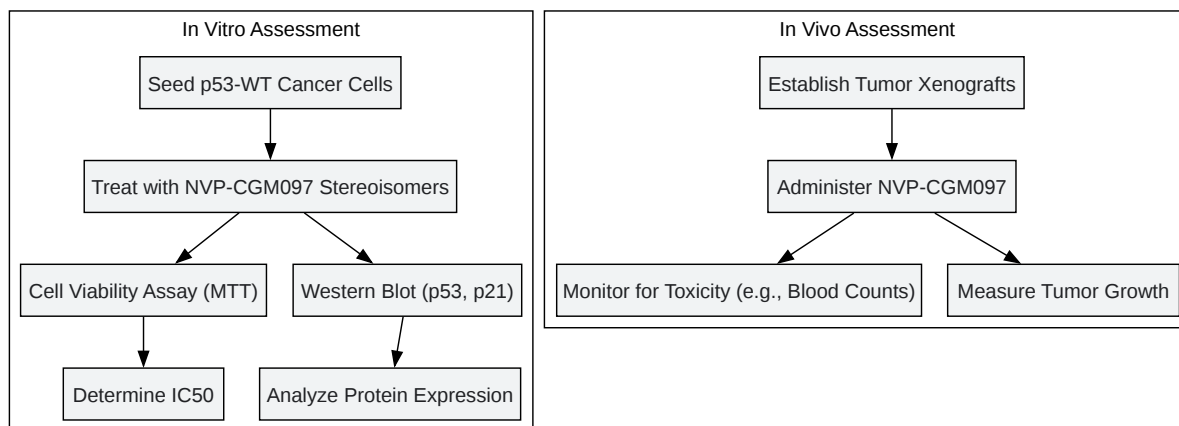 In Vitro Assessment
Seed p53-WT Cancer Cells
Treat with NVP-CGM097 Stereoisomers
Cell Viability Assay (MTT)
Western Blot (p53, p21)
Determine IC50
Analyze Protein Expression
In Vivo Assessment
Establish Tumor Xenografts
Administer NVP-CGM097
Monitor for Toxicity (e.g., Blood Counts)
Measure Tumor Growth